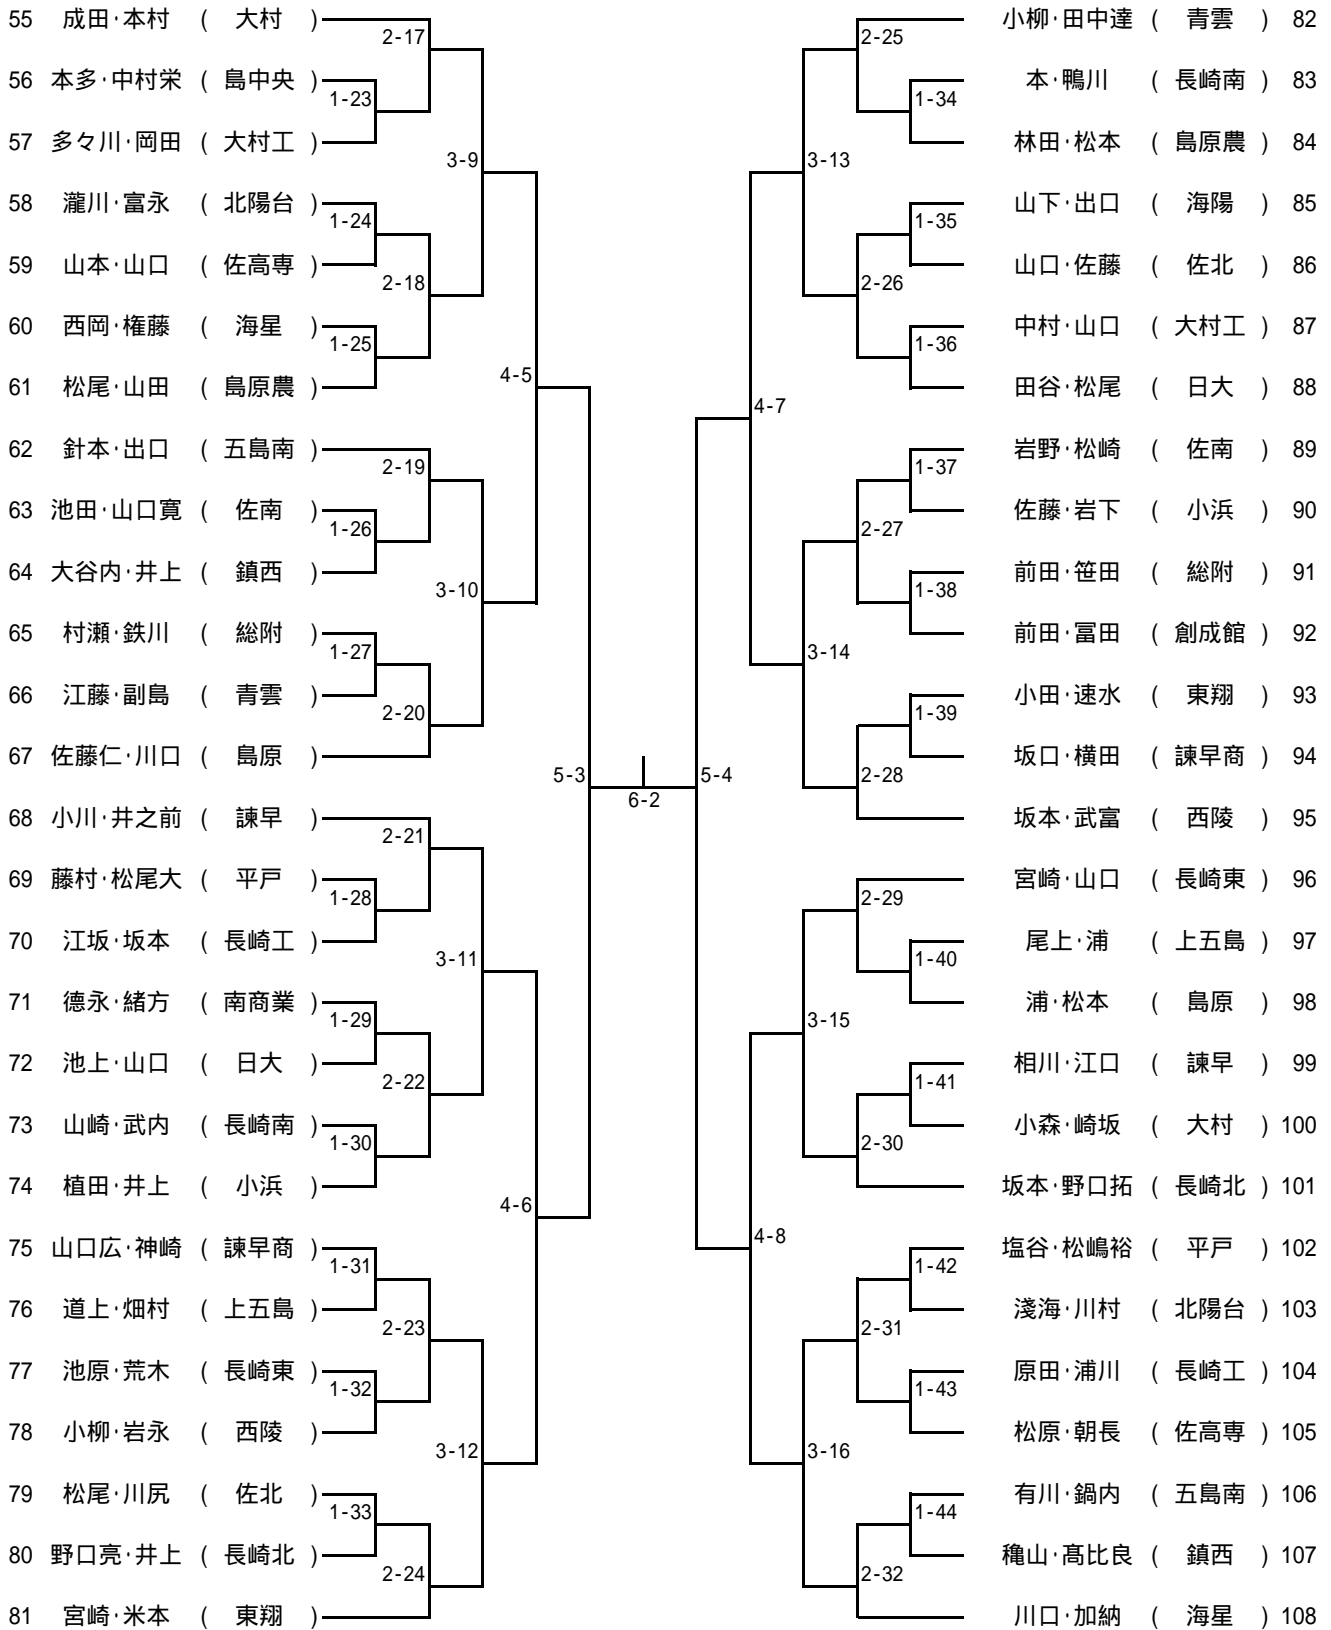 55 成田・本村 ( 大村 )
2-17
56 本多・中村栄 ( 島中央 )
1-23
57 多々川・岡田 ( 大村工 )
3-9
58 瀧川・富永 ( 北陽台 )
1-24
59 山本・山口 ( 佐高専 )
2-18
60 西岡・権藤 ( 海星 )
1-25
61 松尾・山田 ( 島原農 )
4-5
62 針本・出口 ( 五島南 )
2-19
63 池田・山口寛 ( 佐南 )
1-26
64 大谷内・井上 ( 鎮西 )
3-10
65 村瀬・鉄川 ( 総附 )
1-27
66 江藤・副島 ( 青雲 )
2-20
67 佐藤仁・川口 ( 島原 )
5-3
68 小川・井之前 ( 諫早 )
2-21
69 藤村・松尾大 ( 平戸 )
1-28
70 江坂・坂本 ( 長崎工 )
3-11
71 德永・緒方 ( 南商業 )
1-29
72 池上・山口 ( 日大 )
2-22
73 山崎・武内 ( 長崎南 )
1-30
74 植田・井上 ( 小浜 )
4-6
75 山口広・神崎 ( 諫早商 )
1-31
76 道上・畑村 ( 上五島 )
2-23
77 池原・荒木 ( 長崎東 )
1-32
78 小柳・岩永 ( 西陵 )
3-12
79 松尾・川尻 ( 佐北 )
1-33
80 野口亮・井上 ( 長崎北 )
2-24
81 宮崎・米本 ( 東翔 )
6-2
小柳・田中達 ( 青雲 ) 82
2-25
本・鴨川 ( 長崎南 ) 83
1-34
林田・松本 ( 島原農 ) 84
3-13
山下・出口 ( 海陽 ) 85
1-35
山口・佐藤 ( 佐北 ) 86
2-26
中村・山口 ( 大村工 ) 87
1-36
田谷・松尾 ( 日大 ) 88
4-7
岩野・松崎 ( 佐南 ) 89
1-37
佐藤・岩下 ( 小浜 ) 90
2-27
前田・笹田 ( 総附 ) 91
1-38
前田・冨田 ( 創成館 ) 92
3-14
小田・速水 ( 東翔 ) 93
1-39
坂口・横田 ( 諫早商 ) 94
2-28
坂本・武富 ( 西陵 ) 95
5-4
宮崎・山口 ( 長崎東 ) 96
2-29
尾上・浦 ( 上五島 ) 97
1-40
浦・松本 ( 島原 ) 98
3-15
相川・江口 ( 諫早 ) 99
1-41
小森・崎坂 ( 大村 ) 100
2-30
坂本・野口拓 ( 長崎北 ) 101
4-8
塩谷・松嶋裕 ( 平戸 ) 102
1-42
淺海・川村 ( 北陽台 ) 103
2-31
原田・浦川 ( 長崎工 ) 104
1-43
松原・朝長 ( 佐高専 ) 105
3-16
有川・鍋内 ( 五島南 ) 106
1-44
穐山・髙比良 ( 鎮西 ) 107
2-32
川口・加納 ( 海星 ) 108